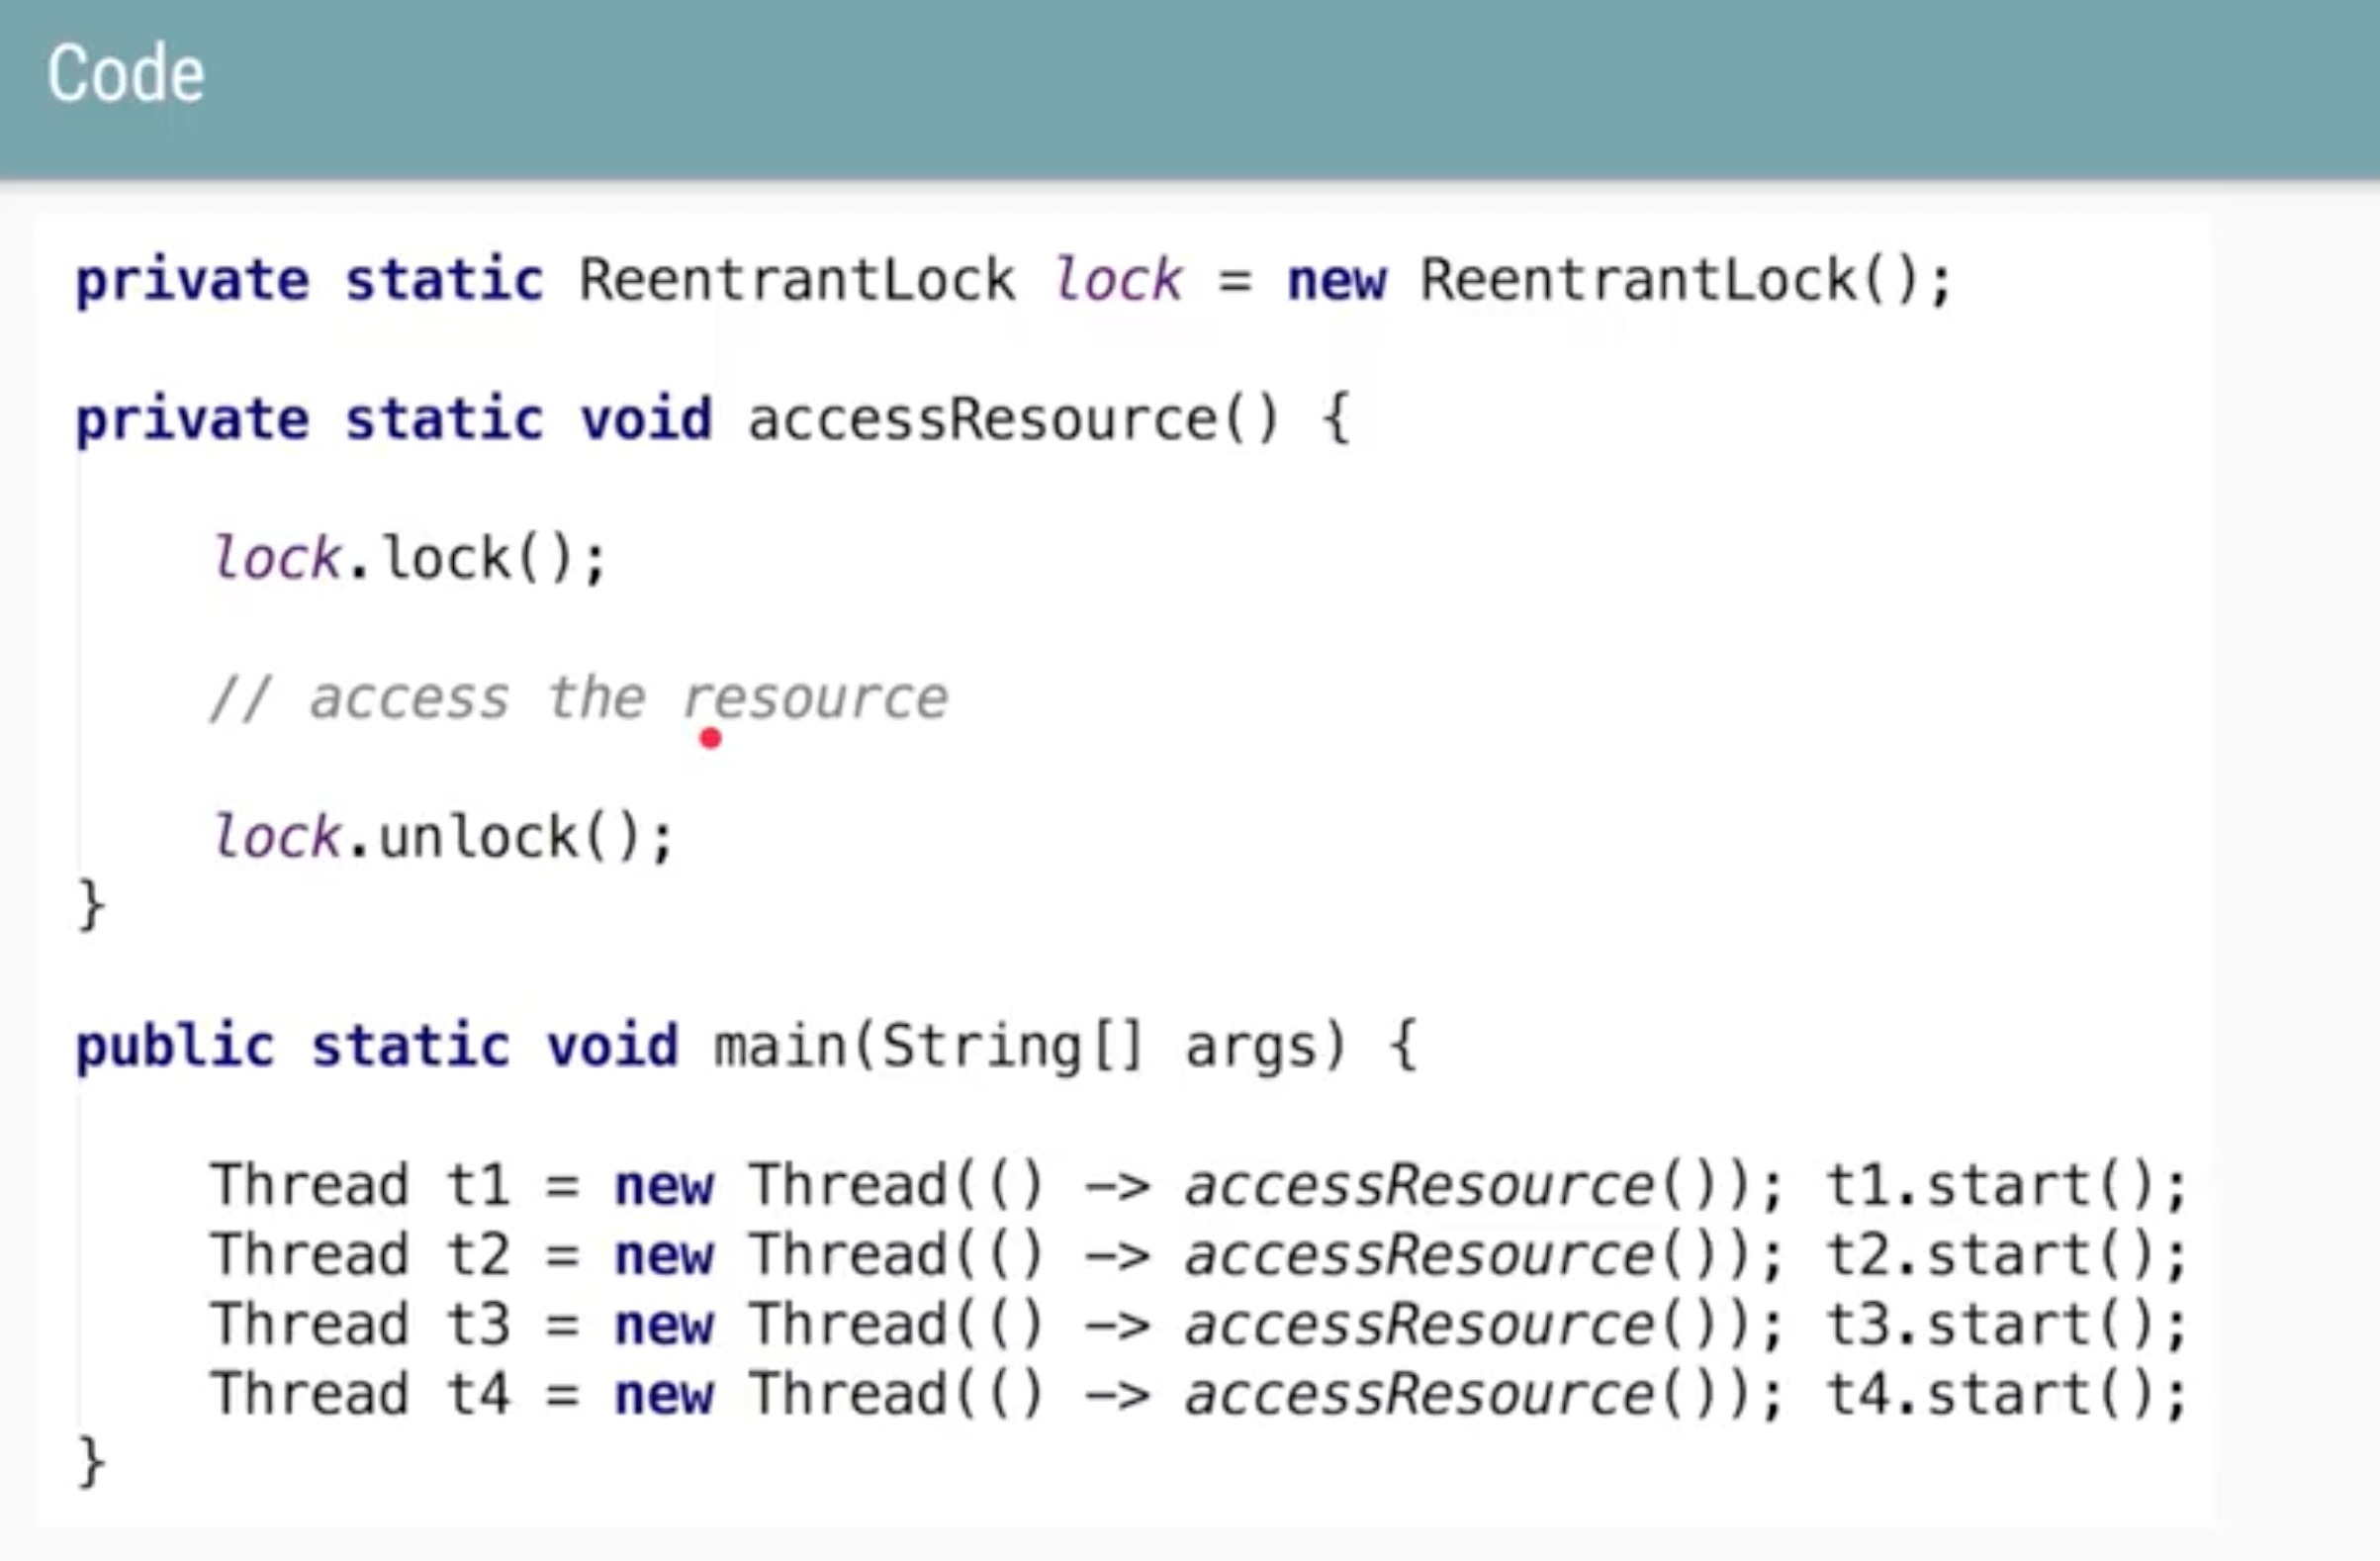 Code
private static ReentrantLock lock = new ReentrantLock();
private static void accessResource() {
lock.lock();
// access the resource
lock.unlock();
}
public static void main(String[] args) {
Thread t1 = new Thread(() -> accessResource()); t1.start();
Thread t2 = new Thread(() -> accessResource()); t2.start();
Thread t3 = new Thread(() -> accessResource()); t3.start();
Thread t4 = new Thread(() -> accessResource()); t4.start();
}